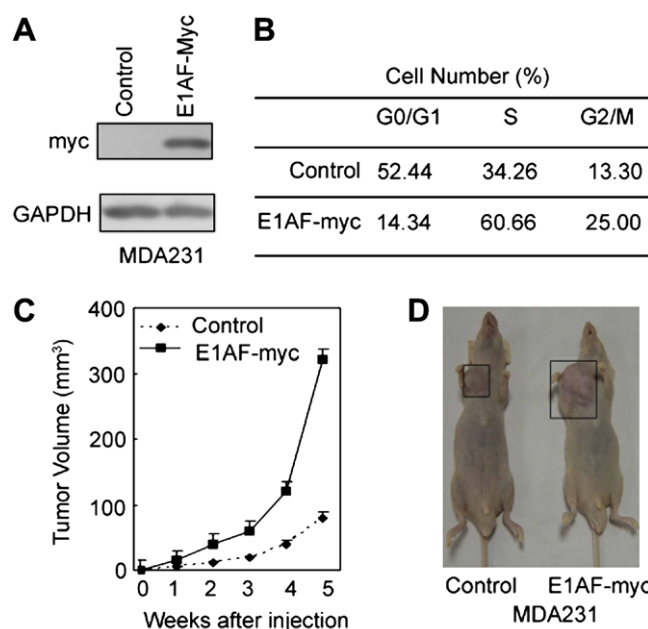 A
Control
E1AF-Myc
myc
GAPDH
MDA231
B
Cell Number (%)
G0/G1 S G2/M
Control 52.44 34.26 13.30
E1AF-myc 14.34 60.66 25.00
C
Tumor Volume (mm³)
400
300
200
100
0
Control
E1AF-myc
0 1 2 3 4 5
Weeks after injection
D
Control E1AF-myc
MDA231